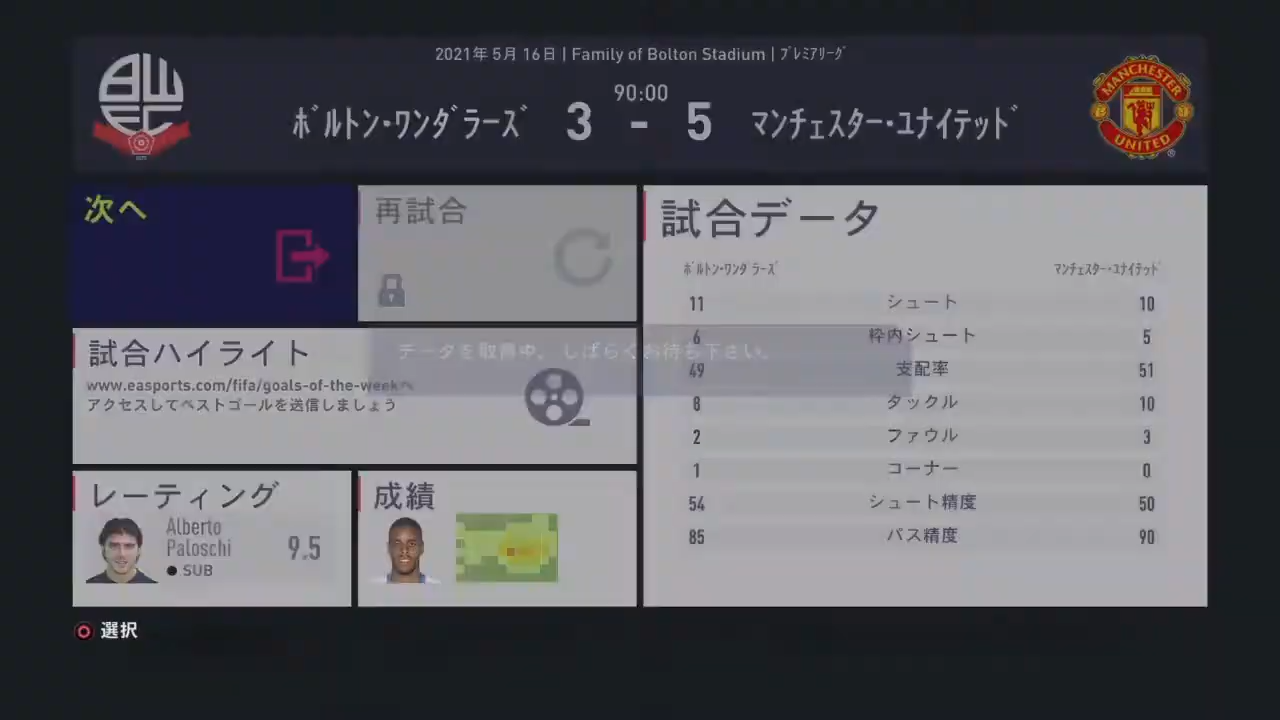 2021年 5月 16日 | Family of Bolton Stadium | ﾌﾟﾚﾐｱﾘｰｸﾞ
90:00
ﾎﾞﾙﾄﾝ･ﾜﾝﾀﾞﾗｰｽﾞ 3 - 5 ﾏﾝﾁｪｽﾀｰ･ﾕﾅｲﾃｯﾄﾞ
BWFC
MANCHESTER
UNITED
次へ
再試合
試合ハイライト
www.easports.com/fifa/goals-of-the-weekへ
アクセスしてベストゴールを送信しましょう
データを取得中。しばらくお待ち下さい。
レーティング
Alberto
Paloschi
SUB
9.5
成績
試合データ
ﾎﾞﾙﾄﾝ･ﾜﾝﾀﾞﾗｰｽﾞ ﾏﾝﾁｪｽﾀｰ･ﾕﾅｲﾃｯﾄﾞ
11 シュート 10
6 枠内シュート 5
49 支配率 51
8 タックル 10
2 ファウル 3
1 コーナー 0
54 シュート精度 50
85 パス精度 90
選択